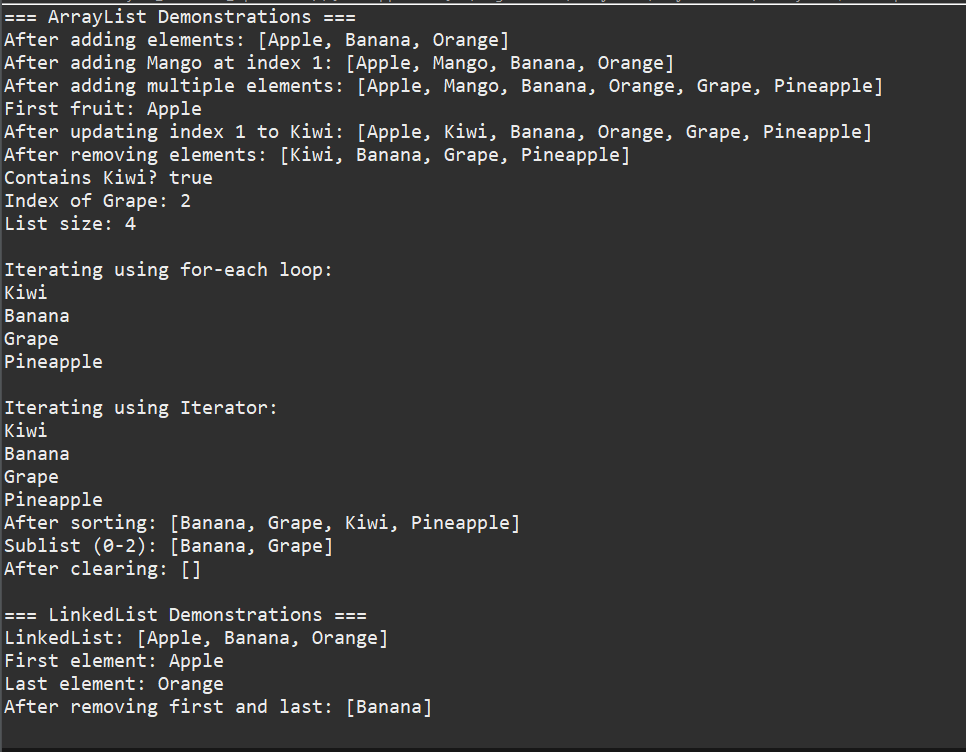 === ArrayList Demonstrations ===
After adding elements: [Apple, Banana, Orange]
After adding Mango at index 1: [Apple, Mango, Banana, Orange]
After adding multiple elements: [Apple, Mango, Banana, Orange, Grape, Pineapple]
First fruit: Apple
After updating index 1 to Kiwi: [Apple, Kiwi, Banana, Orange, Grape, Pineapple]
After removing elements: [Kiwi, Banana, Grape, Pineapple]
Contains Kiwi? true
Index of Grape: 2
List size: 4
Iterating using for-each loop:
Kiwi
Banana
Grape
Pineapple
Iterating using Iterator:
Kiwi
Banana
Grape
Pineapple
After sorting: [Banana, Grape, Kiwi, Pineapple]
Sublist (0-2): [Banana, Grape]
After clearing: []
=== LinkedList Demonstrations ===
LinkedList: [Apple, Banana, Orange]
First element: Apple
Last element: Orange
After removing first and last: [Banana]